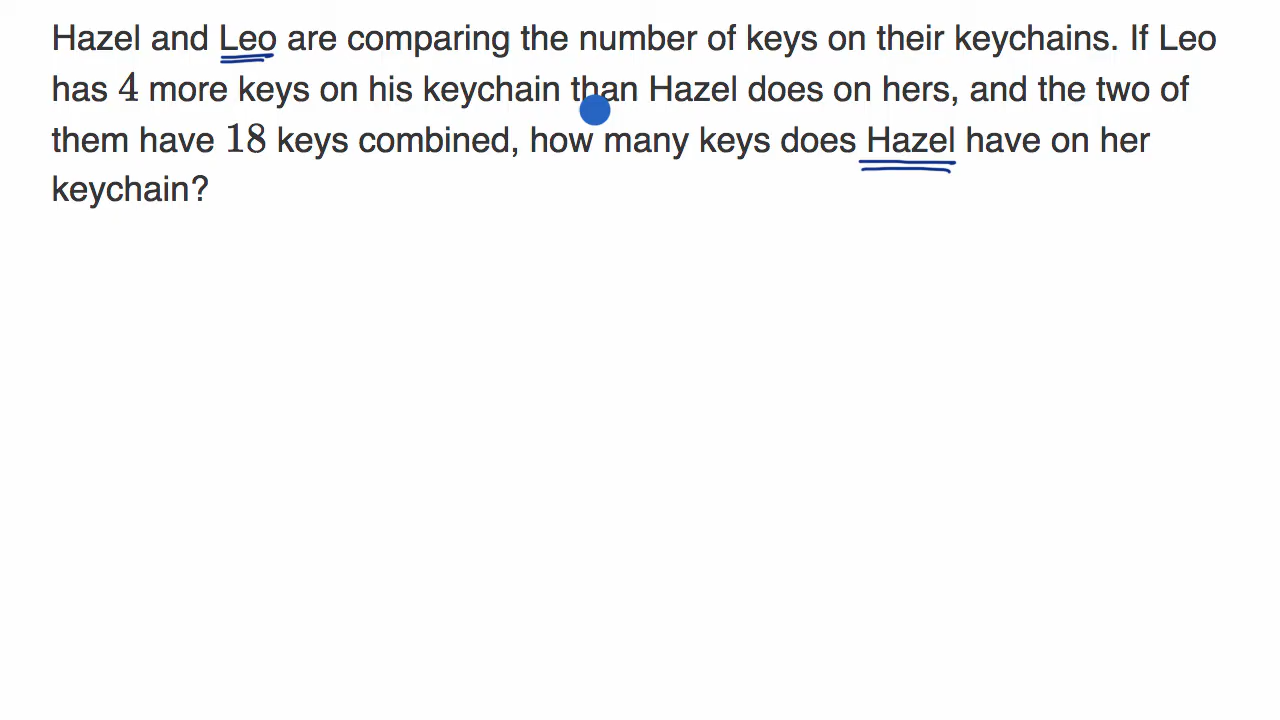 Hazel and Leo are comparing the number of keys on their keychains. If Leo
has 4 more keys on his keychain than Hazel does on hers, and the two of
them have 18 keys combined, how many keys does Hazel have on her
keychain?